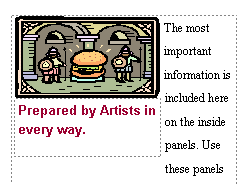 Prepared by Artists in
every way.
The most
important
information is
included here
on the inside
panels. Use
these panels